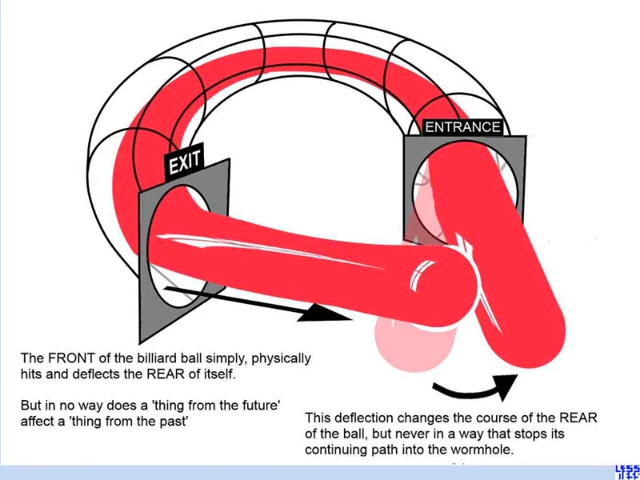 ENTRANCE
EXIT
The FRONT of the billiard ball simply, physically
hits and deflects the REAR of itself.
But in no way does a 'thing from the future'
affect a 'thing from the past'
This deflection changes the course of the REAR
of the ball, but never in a way that stops its
continuing path into the wormhole.